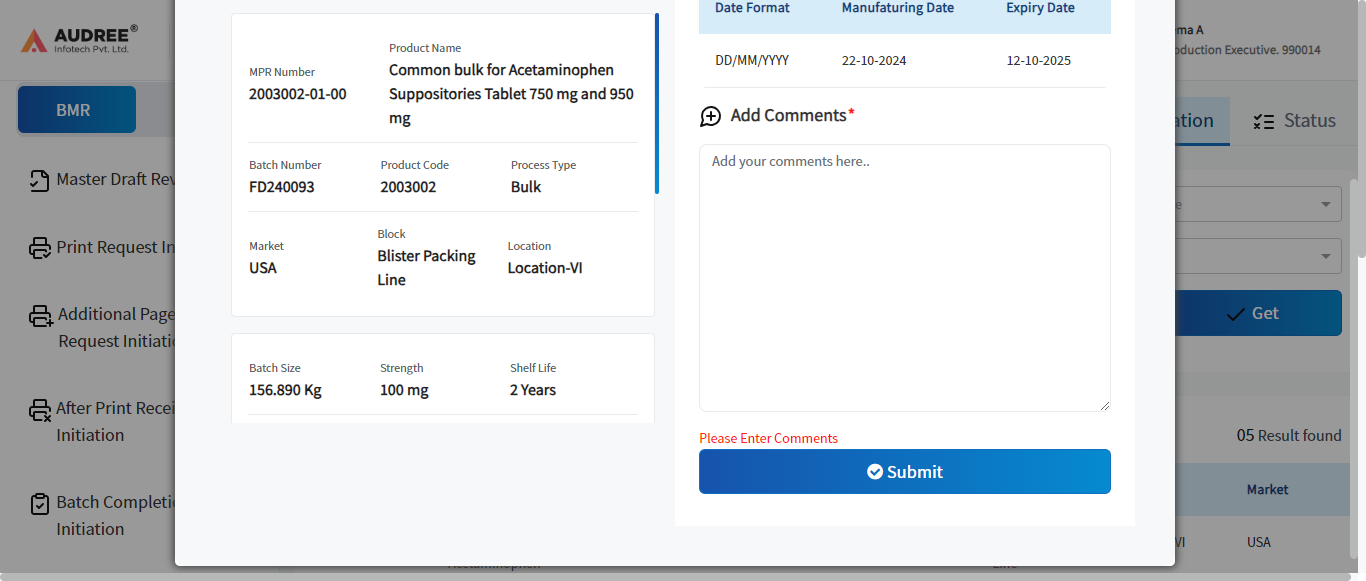 AUDREE®
Infotech Pvt. Ltd.
BMR
Master Draft Rev
Print Request In
Additional Page
Request Initiati
After Print Recei
Initiation
Batch Completi
Initiation
MPR Number
2003002-01-00
Product Name
Common bulk for Acetaminophen
Suppositories Tablet 750 mg and 950
mg
Batch Number
FD240093
Product Code
2003002
Process Type
Bulk
Market
USA
Block
Blister Packing
Line
Location
Location-VI
Batch Size
156.890 Kg
Strength
100 mg
Shelf Life
2 Years
Date Format Manufaturing Date Expiry Date
DD/MM/YYYY 22-10-2024 12-10-2025
Add Comments*
Add your comments here..
Please Enter Comments
Submit
ma A
oduction Executive. 990014
ation
Status
e
Get
05 Result found
Market
VI USA